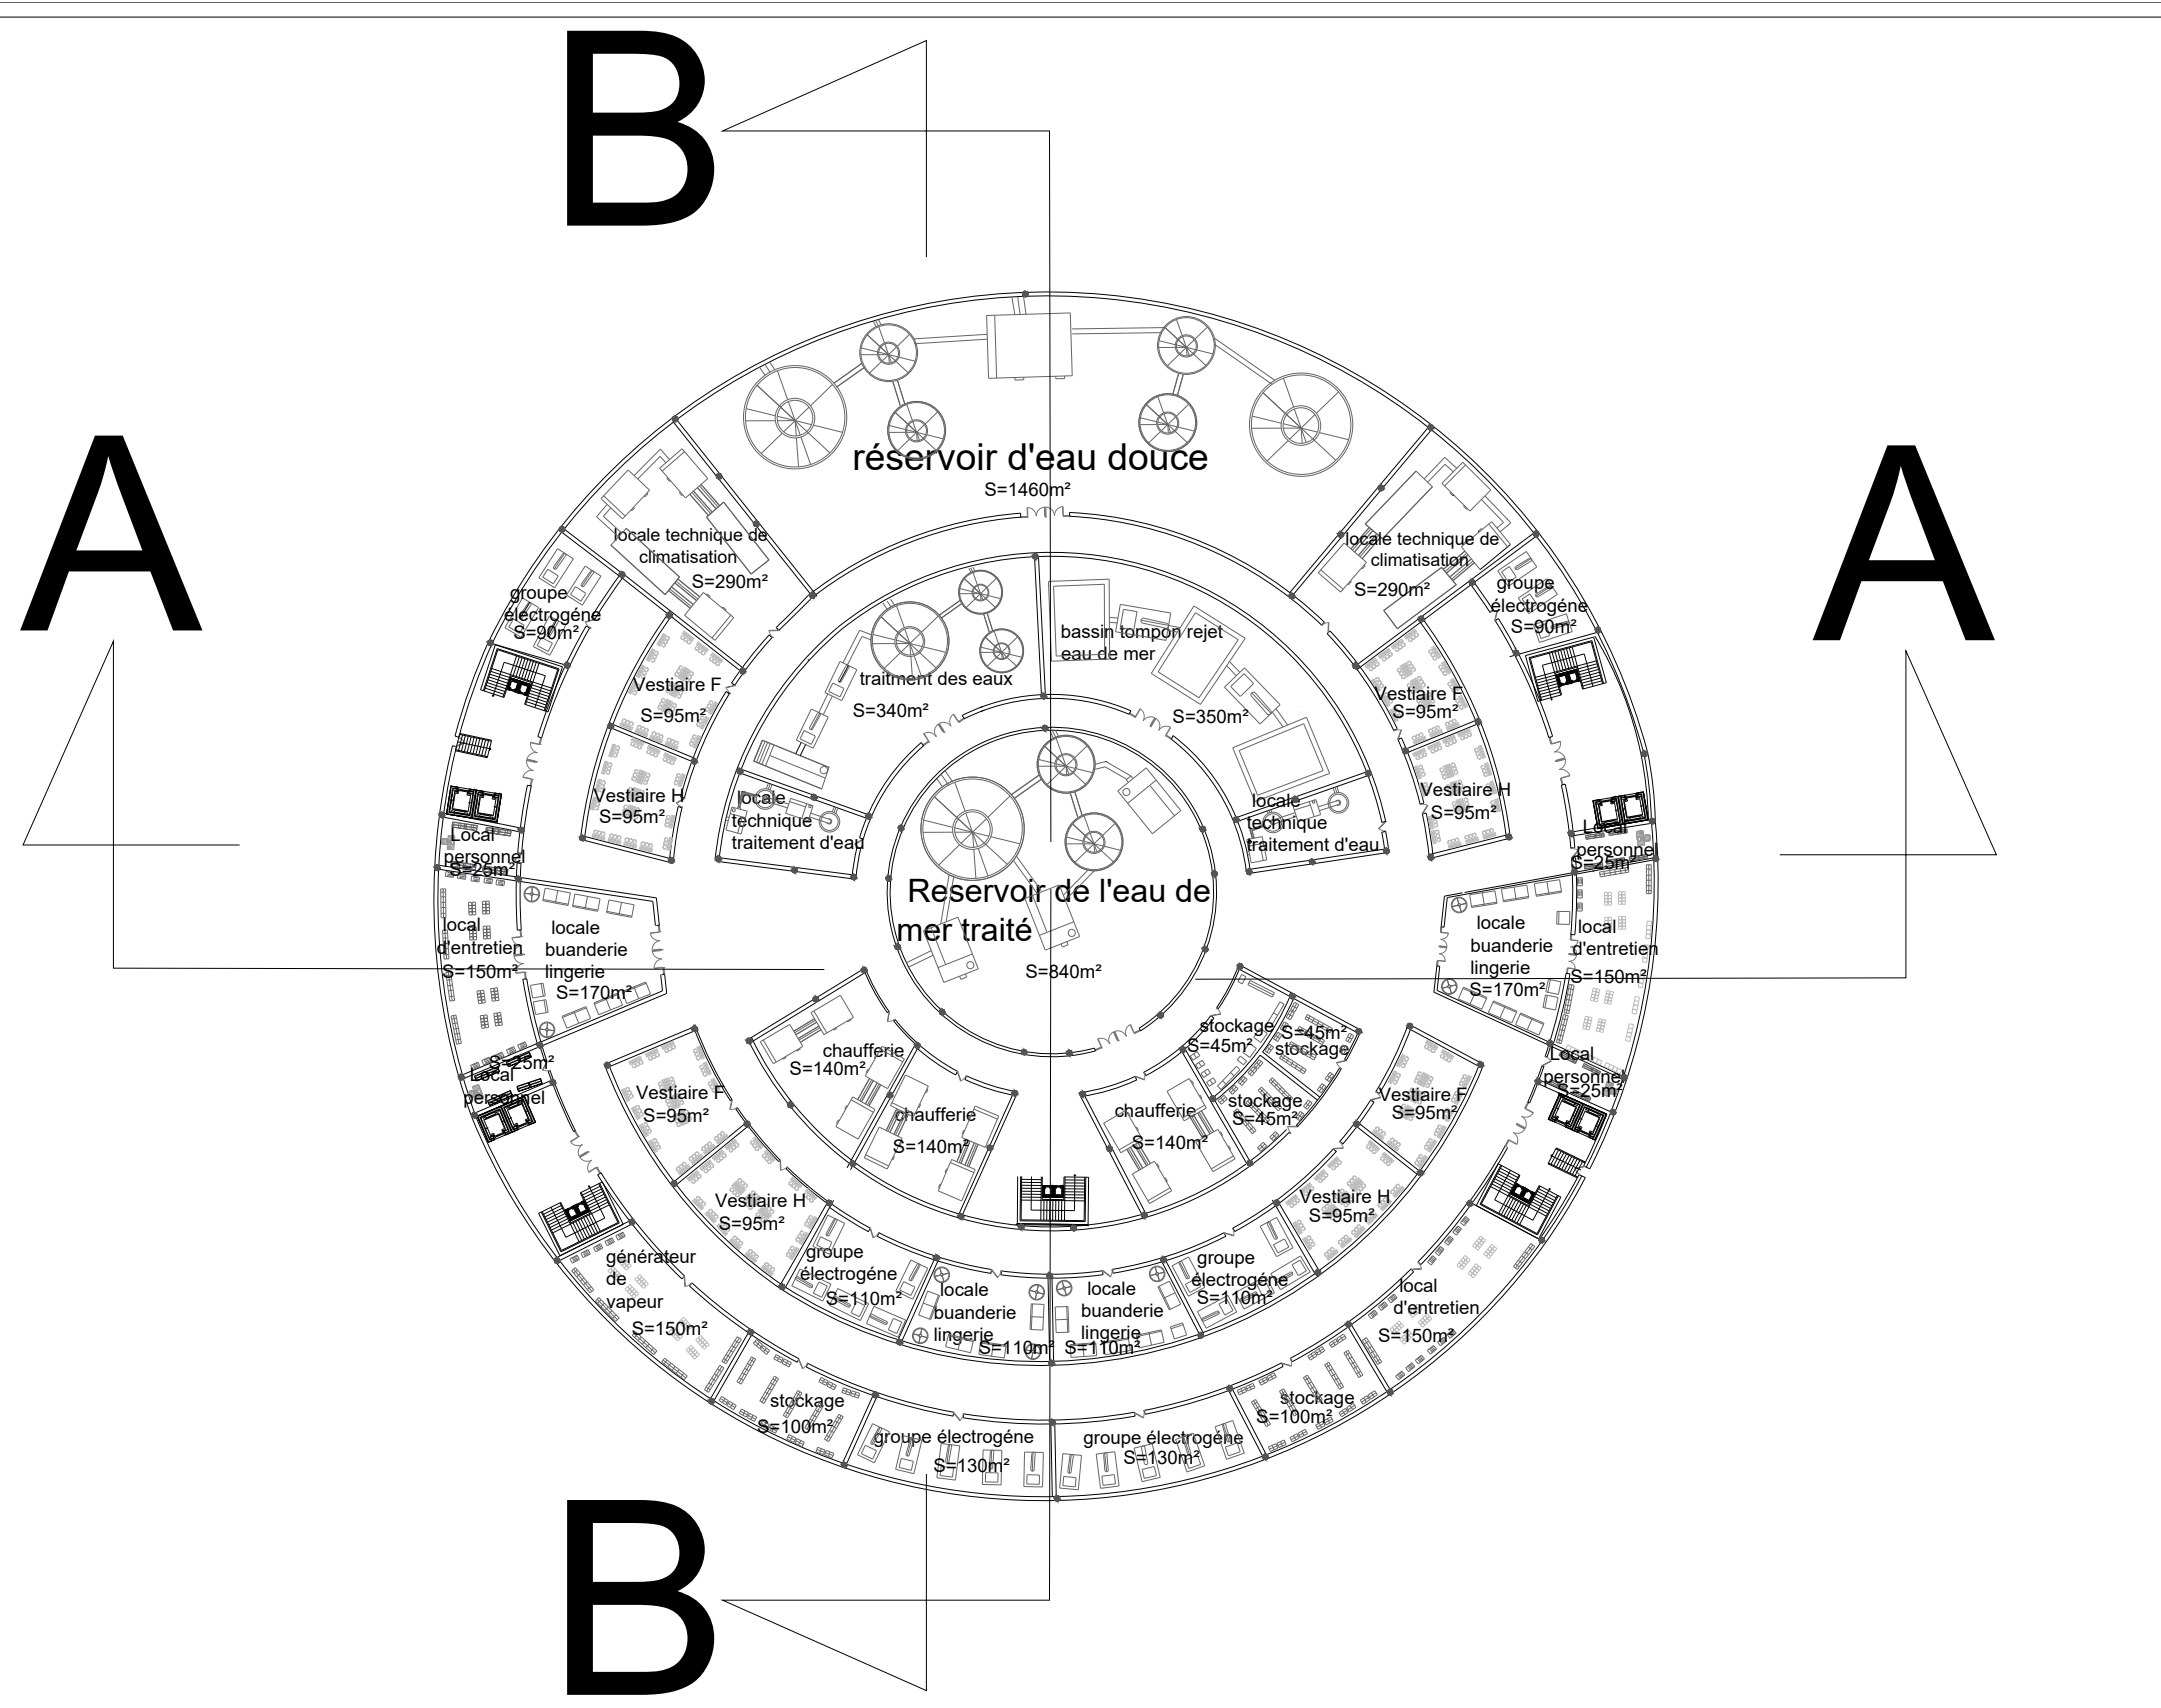 B
A
A
réservoir d'eau douce
S=1460m²
locale technique de
climatisation
S=290m²
locale technique de
climatisation
S=290m²
groupe
électrogéne
S=90m²
groupe
électrogéne
S=90m²
bassin tompon rejet
eau de mer
S=350m²
traitment des eaux
S=340m²
Vestiaire F
S=95m²
Vestiaire F
S=95m²
Vestiaire H
S=95m²
Vestiaire H
S=95m²
locale
technique
traitement d'eau
locale
technique
traitement d'eau
Local
personnel
S=25m²
Local
personnel
S=25m²
Reservoir de l'eau de
mer traité
S=840m²
local
d'entretien
S=150m²
locale
buanderie
lingerie
S=170m²
locale
buanderie
lingerie
S=170m²
local
d'entretien
S=150m²
S=25m²
Local
personnel
Local
personnel
S=25m²
stockage
S=45m²
S=45m²
stockage
stockage
S=45m²
chaufferie
S=140m²
chaufferie
S=140m²
chaufferie
S=140m²
Vestiaire F
S=95m²
Vestiaire F
S=95m²
Vestiaire H
S=95m²
Vestiaire H
S=95m²
générateur
de
vapeur
S=150m²
groupe
électrogéne
S=110m²
locale
buanderie
lingerie
S=110m²
locale
buanderie
lingerie
S=110m²
groupe
électrogéne
S=110m²
local
d'entretien
S=150m²
stockage
S=100m²
groupe électrogéne
S=130m²
groupe électrogéne
S=130m²
stockage
S=100m²
B